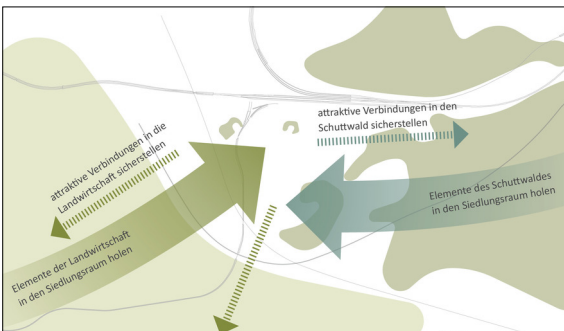 attraktive Verbindungen in den
Schuttwald sicherstellen
attraktive Verbindungen in die
Landwirtschaft sicherstellen
Elemente des Schuttwaldes
in den Siedlungsraum holen
Elemente der Landwirtschaft
in den Siedlungsraum holen